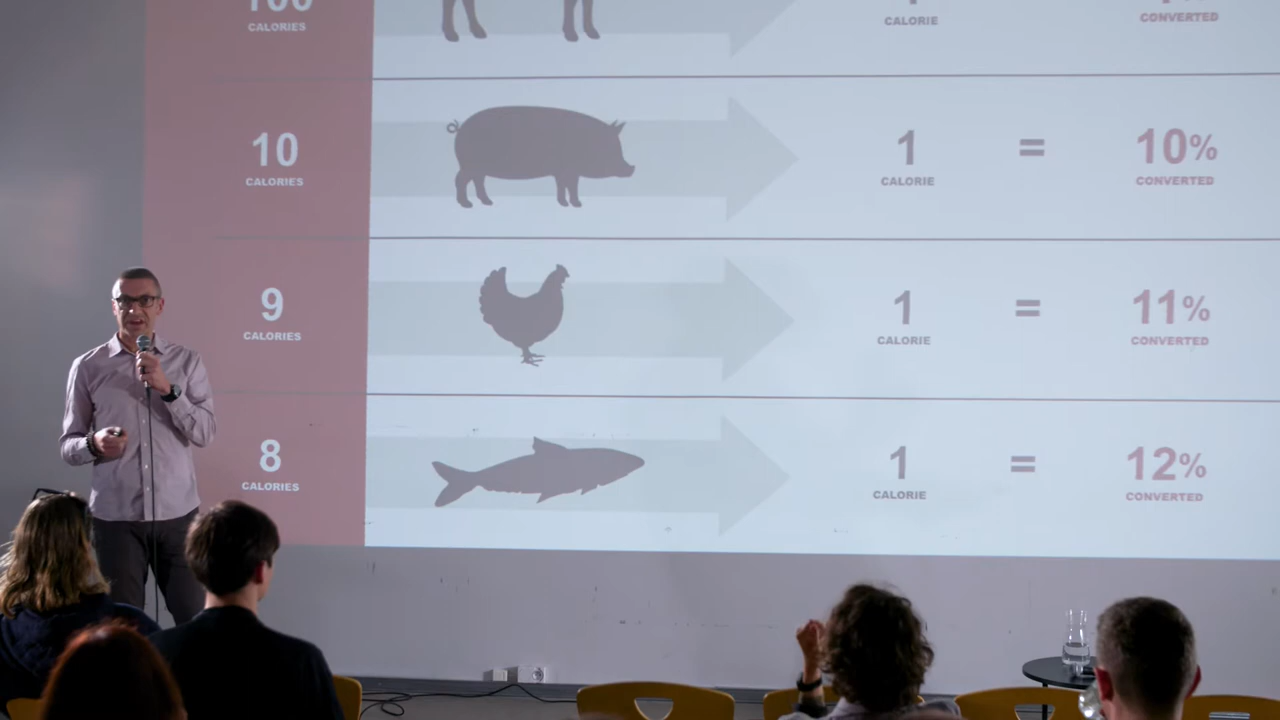 100
CALORIES
CALORIE
CONVERTED
10
CALORIES
1
CALORIE
=
10%
CONVERTED
9
CALORIES
1
CALORIE
=
11%
CONVERTED
8
CALORIES
1
CALORIE
=
12%
CONVERTED